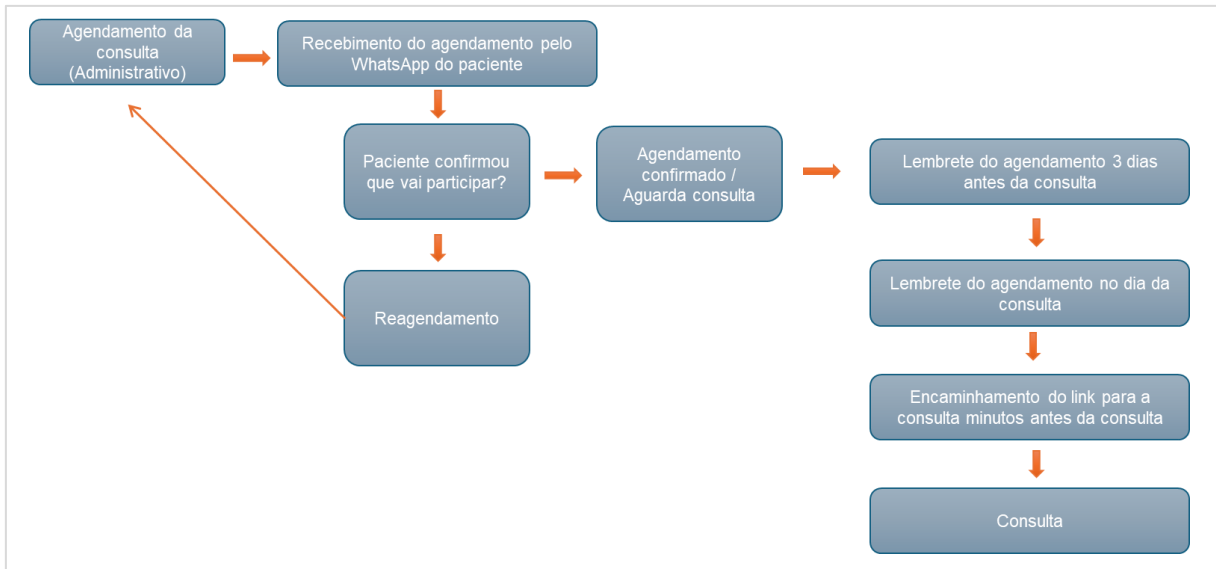 Agendamento da
consulta
(Administrativo)
Recebimento do agendamento pelo
WhatsApp do paciente
Paciente confirmou
que vai participar?
Agendamento
confirmado /
Aguarda consulta
Lembrete do agendamento 3 dias
antes da consulta
Reagendamento
Lembrete do agendamento no dia da
consulta
Encaminhamento do link para a
consulta minutos antes da consulta
Consulta